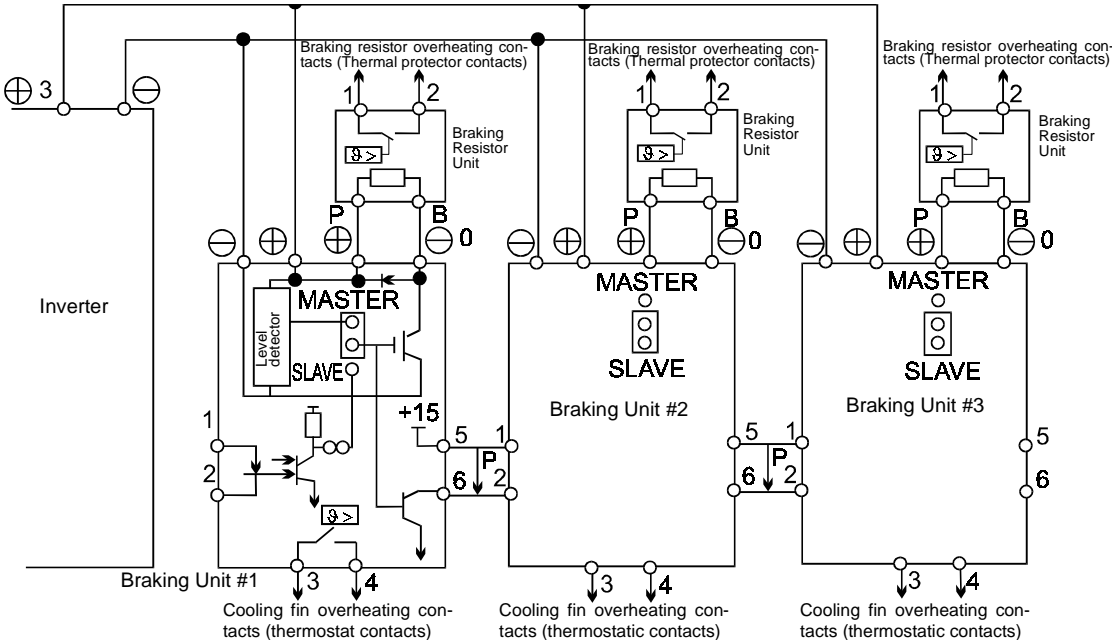 Braking resistor overheating con-
tacts (Thermal protector contacts)
Braking resistor overheating con-
tacts (Thermal protector contacts)
Braking resistor overheating con-
tacts (Thermal protector contacts)
⊕ 3 ⊖
1 2
1 2
1 2
Braking
Resistor
Unit
Braking
Resistor
Unit
Braking
Resistor
Unit
ϑ >
ϑ >
ϑ >
P B
P B
P B
⊖ ⊕ ⊕ ⊖ 0
⊖ ⊕ ⊕ ⊖ 0
⊖ ⊕ ⊕ ⊖ 0
Inverter
Level
detector
MASTER
SLAVE
+15
1
2
5
6
P
ϑ >
3 4
Braking Unit #1
MASTER
SLAVE
Braking Unit #2
1
2
5
6
P
3 4
MASTER
SLAVE
Braking Unit #3
1
2
5
6
3 4
Cooling fin overheating con-
tacts (thermostat contacts)
Cooling fin overheating con-
tacts (thermostatic contacts)
Cooling fin overheating con-
tacts (thermostatic contacts)